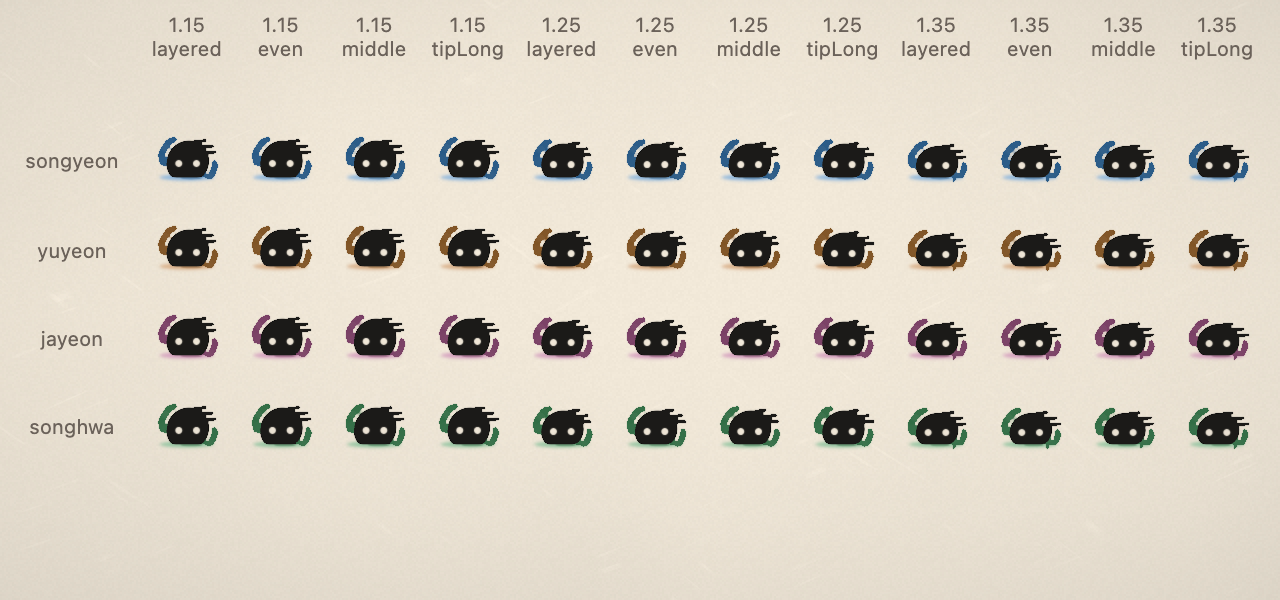 1.15 1.15 1.15 1.15 1.25 1.25 1.25 1.25 1.35 1.35 1.35 1.35
layered even middle tipLong layered even middle tipLong layered even middle tipLong
songyeon
yuyeon
jayeon
songhwa